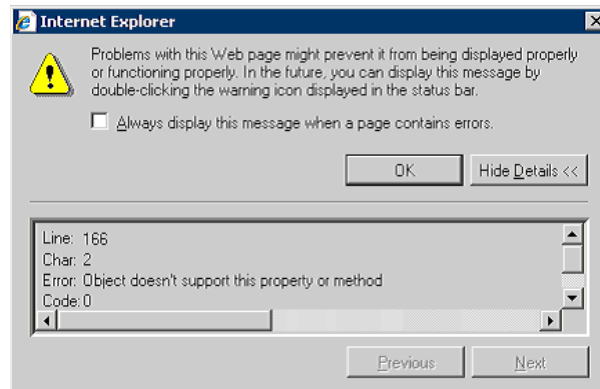 Internet Explorer
Problems with this Web page might prevent it from being displayed properly
or functioning properly. In the future, you can display this message by
double-clicking the warning icon displayed in the status bar.
Always display this message when a page contains errors.
OK
Hide Details <<
Line: 166
Char: 2
Error: Object doesn't support this property or method
Code: 0
Previous
Next